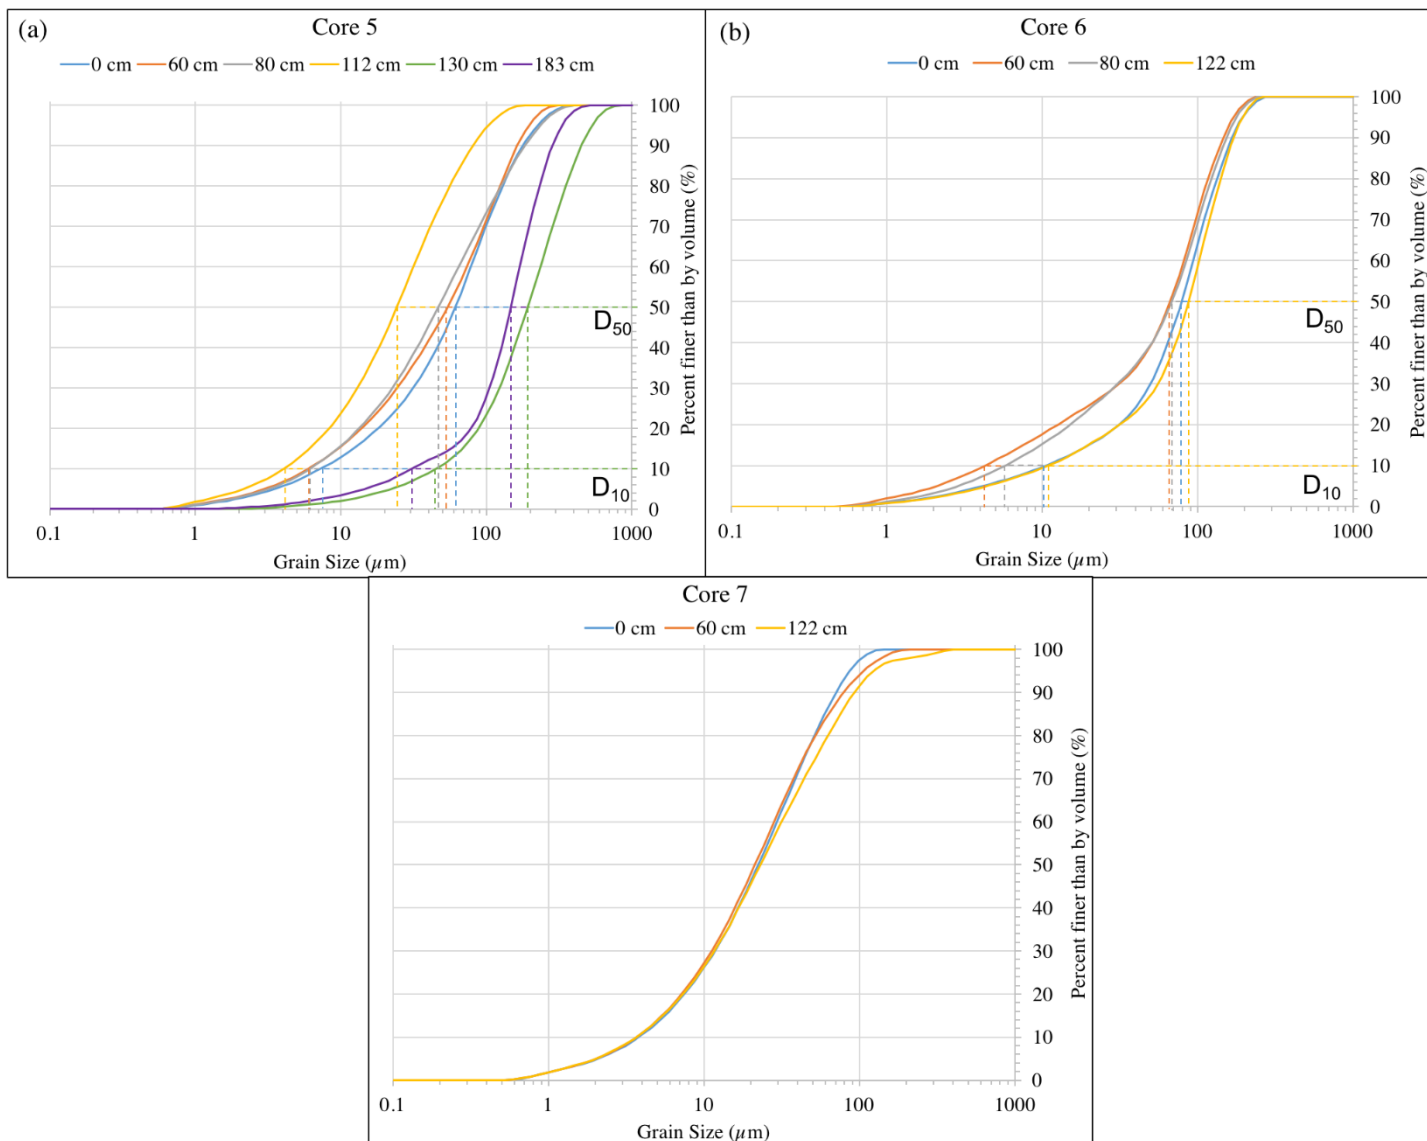 (a)
Core 5
0 cm 60 cm 80 cm 112 cm 130 cm 183 cm
100
90
80
70
60
50
40
30
20
10
0
Percent finer than by volume (%)
D50
D10
0.1 1 10 100 1000
Grain Size (µm)
(b)
Core 6
0 cm 60 cm 80 cm 122 cm
100
90
80
70
60
50
40
30
20
10
0
Percent finer than by volume (%)
D50
D10
0.1 1 10 100 1000
Grain Size (µm)
Core 7
0 cm 60 cm 122 cm
100
90
80
70
60
50
40
30
20
10
0
Percent finer than by volume (%)
0.1 1 10 100 1000
Grain Size (µm)